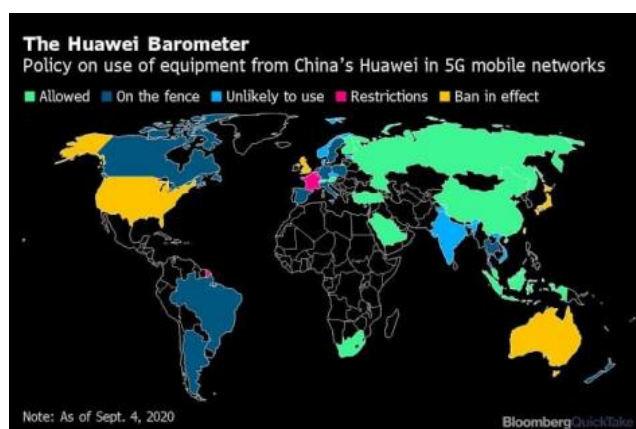 The Huawei Barometer
Policy on use of equipment from China's Huawei in 5G mobile networks
Allowed On the fence Unlikely to use Restrictions Ban in effect
Note: As of Sept. 4, 2020
BloombergQuickTake